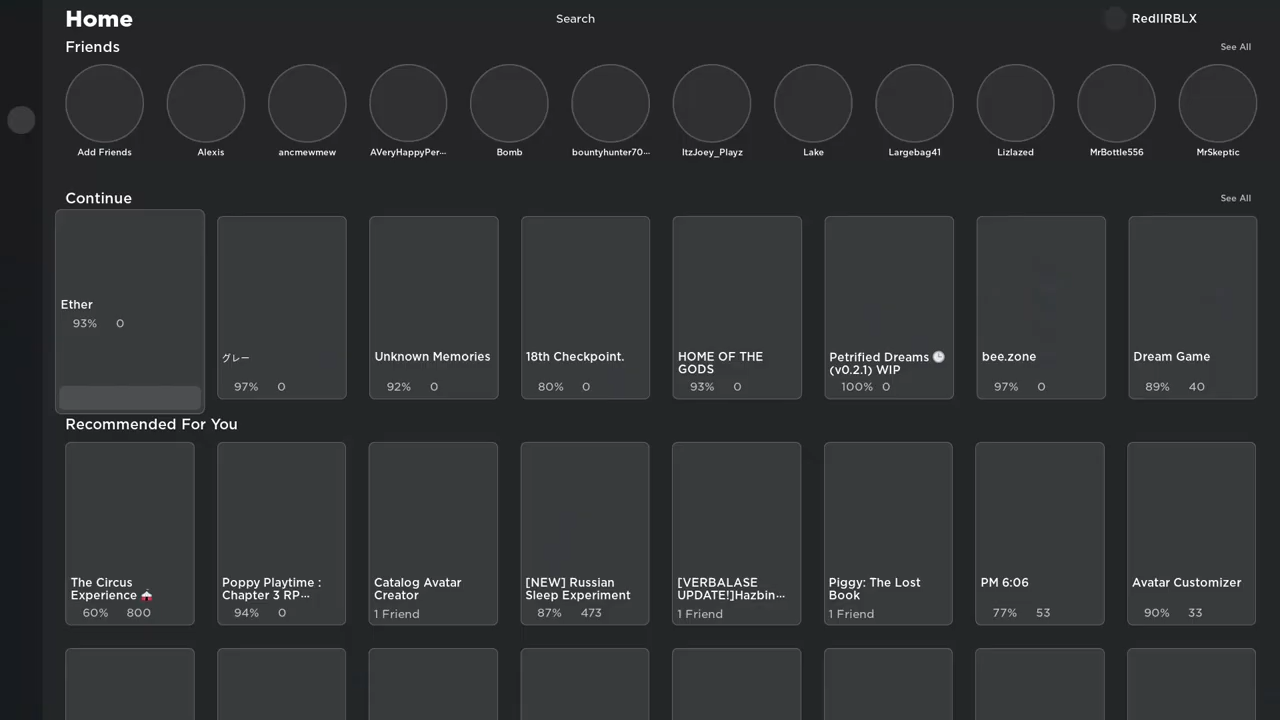 Home
Search
RedIIRBLX
Friends
See All
Add Friends
Alexis
ancmewmew
AVeryHappyPer...
Bomb
bountyhunter70...
ItzJoey_Playz
Lake
Largebag41
Lizlazed
MrBottle556
MrSkeptic
Continue
See All
Ether
93% 0
グレー
97% 0
Unknown Memories
92% 0
18th Checkpoint.
80% 0
HOME OF THE
GODS
93% 0
Petrified Dreams 🕒
(v0.2.1) WIP
100% 0
bee.zone
97% 0
Dream Game
89% 40
Recommended For You
The Circus
Experience 🎪
60% 800
Poppy Playtime :
Chapter 3 RP...
94% 0
Catalog Avatar
Creator
1 Friend
[NEW] Russian
Sleep Experiment
87% 473
[VERBALASE
UPDATE!]Hazbin...
1 Friend
Piggy: The Lost
Book
1 Friend
PM 6:06
77% 53
Avatar Customizer
90% 33